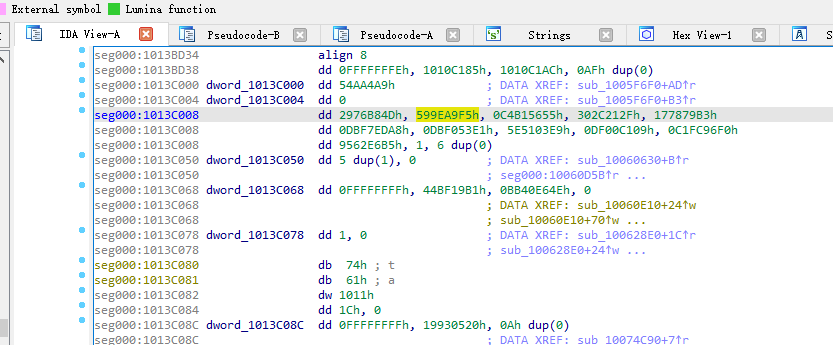 External symbol Lumina function
IDA View-A Pseudocode-B Pseudocode-A Strings Hex View-1 S
seg000:1013BD34 align 8
seg000:1013BD38 dd 0FFFFFFFEh, 1010C185h, 1010C1ACh, 0AFh dup(0)
seg000:1013C000 dword_1013C000 dd 54AA4A9h ; DATA XREF: sub_1005F6F0+AD↑r
seg000:1013C004 dword_1013C004 dd 0 ; DATA XREF: sub_1005F6F0+B3↑r
seg000:1013C008 dd 2976B84Dh, 599EA9F5h, 0C4B15655h, 302C212Fh, 177879B3h
seg000:1013C008 dd 0DBF7EDA8h, 0DBF053E1h, 5E5103E9h, 0DF00C109h, 0C1FC96F0h
seg000:1013C008 dd 9562E6B5h, 1, 6 dup(0)
seg000:1013C050 dword_1013C050 dd 5 dup(1), 0 ; DATA XREF: sub_10060630+B↑r
seg000:1013C050 ; seg000:10060D5B↑r ...
seg000:1013C068 dword_1013C068 dd 0FFFFFFFFh, 44BF19B1h, 0BB40E64Eh, 0
seg000:1013C068 ; DATA XREF: sub_10060E10+24↑w
seg000:1013C068 ; sub_10060E10+70↑w ...
seg000:1013C078 dword_1013C078 dd 1, 0 ; DATA XREF: sub_100628E0+1C↑r
seg000:1013C078 ; sub_100628E0+24↑w ...
seg000:1013C080 db 74h ; t
seg000:1013C081 db 61h ; a
seg000:1013C082 dw 1011h
seg000:1013C084 dd 1Ch, 0
seg000:1013C08C dword_1013C08C dd 0FFFFFFFFh, 19930520h, 0Ah dup(0)
seg000:1013C08C ; DATA XREF: sub_10074C90+7↑r